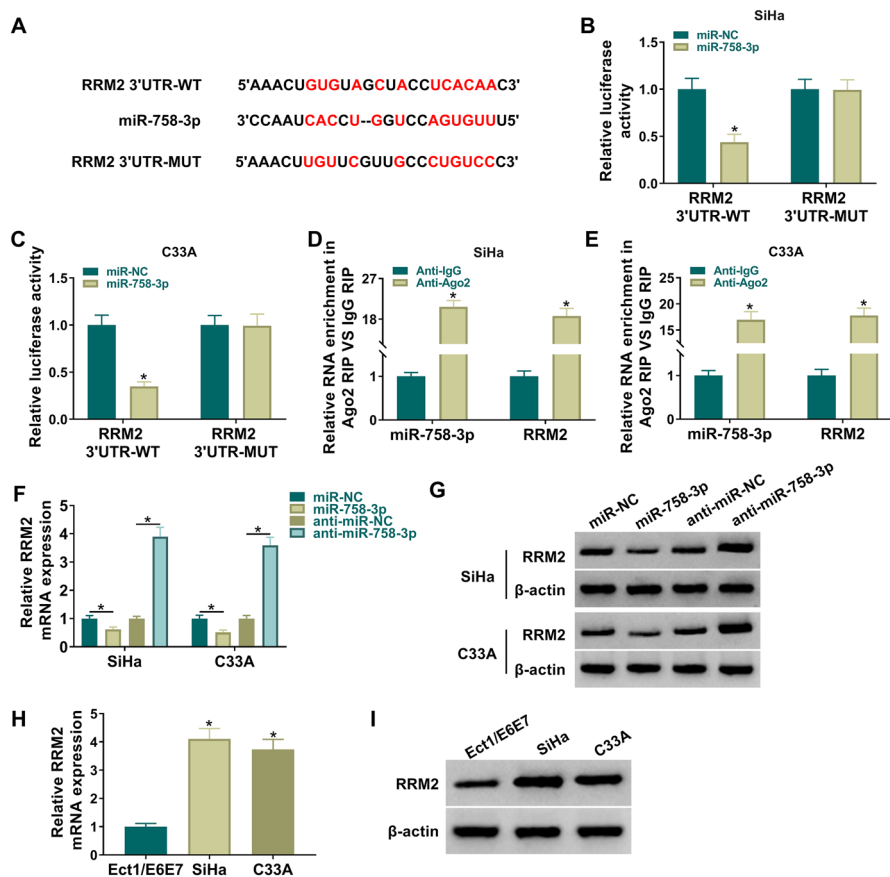 A
RRM2 3'UTR-WT 5'AAACUGUGUAGCUACCUCACAAC3'
miR-758-3p 3'CCAAUCACCU--GGUCCAGUGUUU5'
RRM2 3'UTR-MUT 5'AAACUUGUUCGUUGCCCUGUCCC3'
B
SiHa
miR-NC
miR-758-3p
Relative luciferase
activity
1.5
1.0
0.5
0.0
*
RRM2
3'UTR-WT
RRM2
3'UTR-MUT
C
C33A
miR-NC
miR-758-3p
Relative luciferase activity
1.5
1.0
0.5
0.0
*
RRM2
3'UTR-WT
RRM2
3'UTR-MUT
D
SiHa
Anti-IgG
Anti-Ago2
Relative RNA enrichment in
Ago2 RIP VS IgG RIP
27
18
1
0
*
*
miR-758-3p
RRM2
E
C33A
Anti-IgG
Anti-Ago2
Relative RNA enrichment in
Ago2 RIP VS IgG RIP
25
20
15
1
0
*
*
miR-758-3p
RRM2
F
miR-NC
miR-758-3p
anti-miR-NC
anti-miR-758-3p
Relative RRM2
mRNA expression
5
4
3
2
1
0
*
*
*
*
SiHa
C33A
G
miR-NC
miR-758-3p
anti-miR-NC
anti-miR-758-3p
SiHa
RRM2
β-actin
C33A
RRM2
β-actin
H
Relative RRM2
mRNA expression
5
4
3
2
1
0
*
*
Ect1/E6E7
SiHa
C33A
I
Ect1/E6E7
SiHa
C33A
RRM2
β-actin